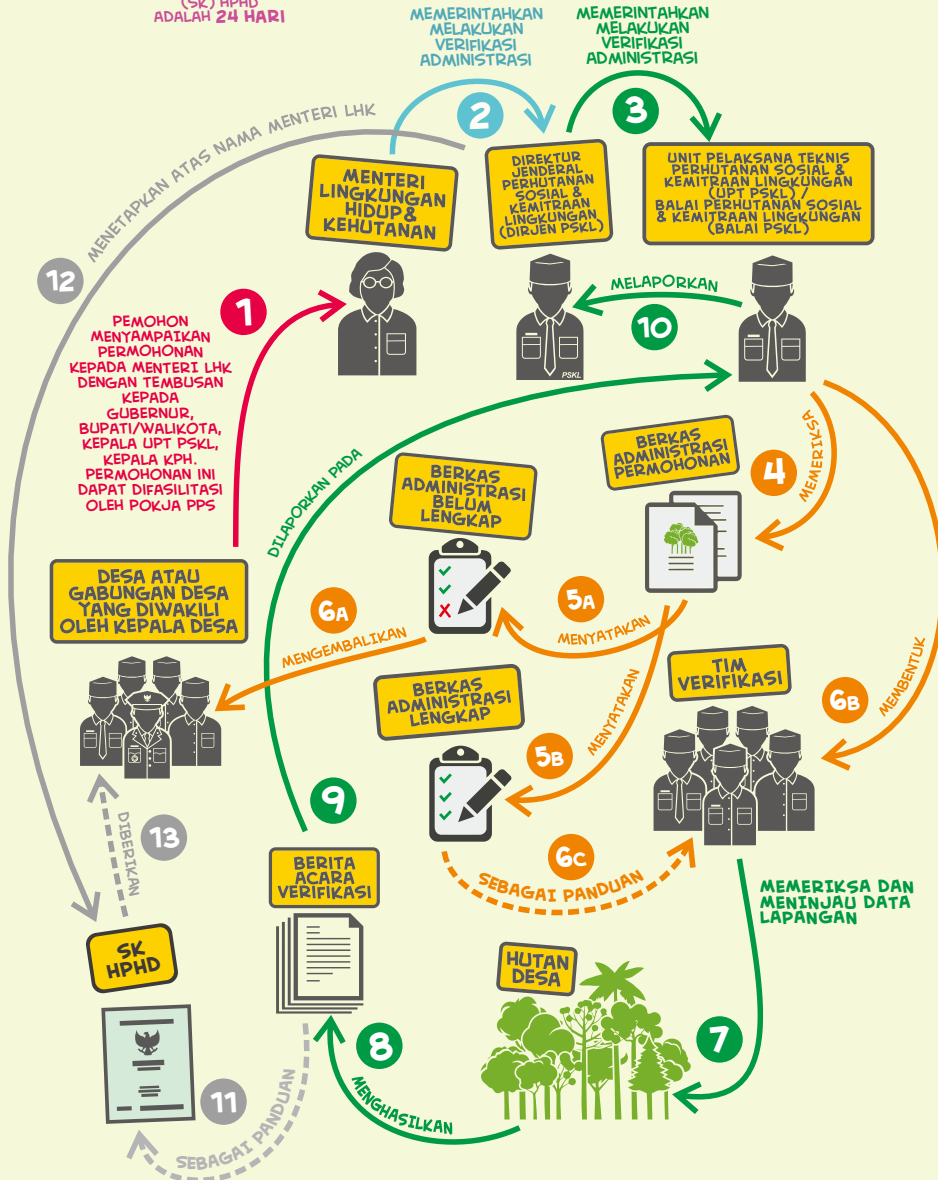 (SK) HPHD
ADALAH 24 HARI
MEMERINTAHKAN
MELAKUKAN
VERIFIKASI
ADMINISTRASI
2
MEMERINTAHKAN
MELAKUKAN
VERIFIKASI
ADMINISTRASI
3
MENETAPKAN ATAS NAMA MENTERI LHK
12
MENTERI
LINGKUNGAN
HIDUP &
KEHUTANAN
DIREKTUR
JENDERAL
PERHUTANAN
SOSIAL &
KEMITRAAN
LINGKUNGAN
(DIRJEN PSKL)
UNIT PELAKSANA TEKNIS
PERHUTANAN SOSIAL &
KEMITRAAN LINGKUNGAN
(UPT PSKL) /
BALAI PERHUTANAN SOSIAL
& KEMITRAAN LINGKUNGAN
(BALAI PSKL)
PSKL
MELAPORKAN
10
1
PEMOHON
MENYAMPAIKAN
PERMOHONAN
KEPADA MENTERI LHK
DENGAN TEMBUSAN
KEPADA
GUBERNUR,
BUPATI/WALIKOTA,
KEPALA UPT PSKL,
KEPALA KPH.
PERMOHONAN INI
DAPAT DIFASILITASI
OLEH POKJA PPS
DILAPORKAN PADA
BERKAS
ADMINISTRASI
PERMOHONAN
4
MEMERIKSA
BERKAS
ADMINISTRASI
BELUM
LENGKAP
5A
MENYATAKAN
6A
MENGEMBALIKAN
DESA ATAU
GABUNGAN DESA
YANG DIWAKILI
OLEH KEPALA DESA
BERKAS
ADMINISTRASI
LENGKAP
5B
MENYATAKAN
TIM
VERIFIKASI
6B
MEMBENTUK
6C
SEBAGAI PANDUAN
9
13
DIBERIKAN
BERITA
ACARA
VERIFIKASI
MEMERIKSA DAN
MENINJAU DATA
LAPANGAN
SK
HPHD
HUTAN
DESA
7
8
MENGHASILKAN
11
SEBAGAI PANDUAN